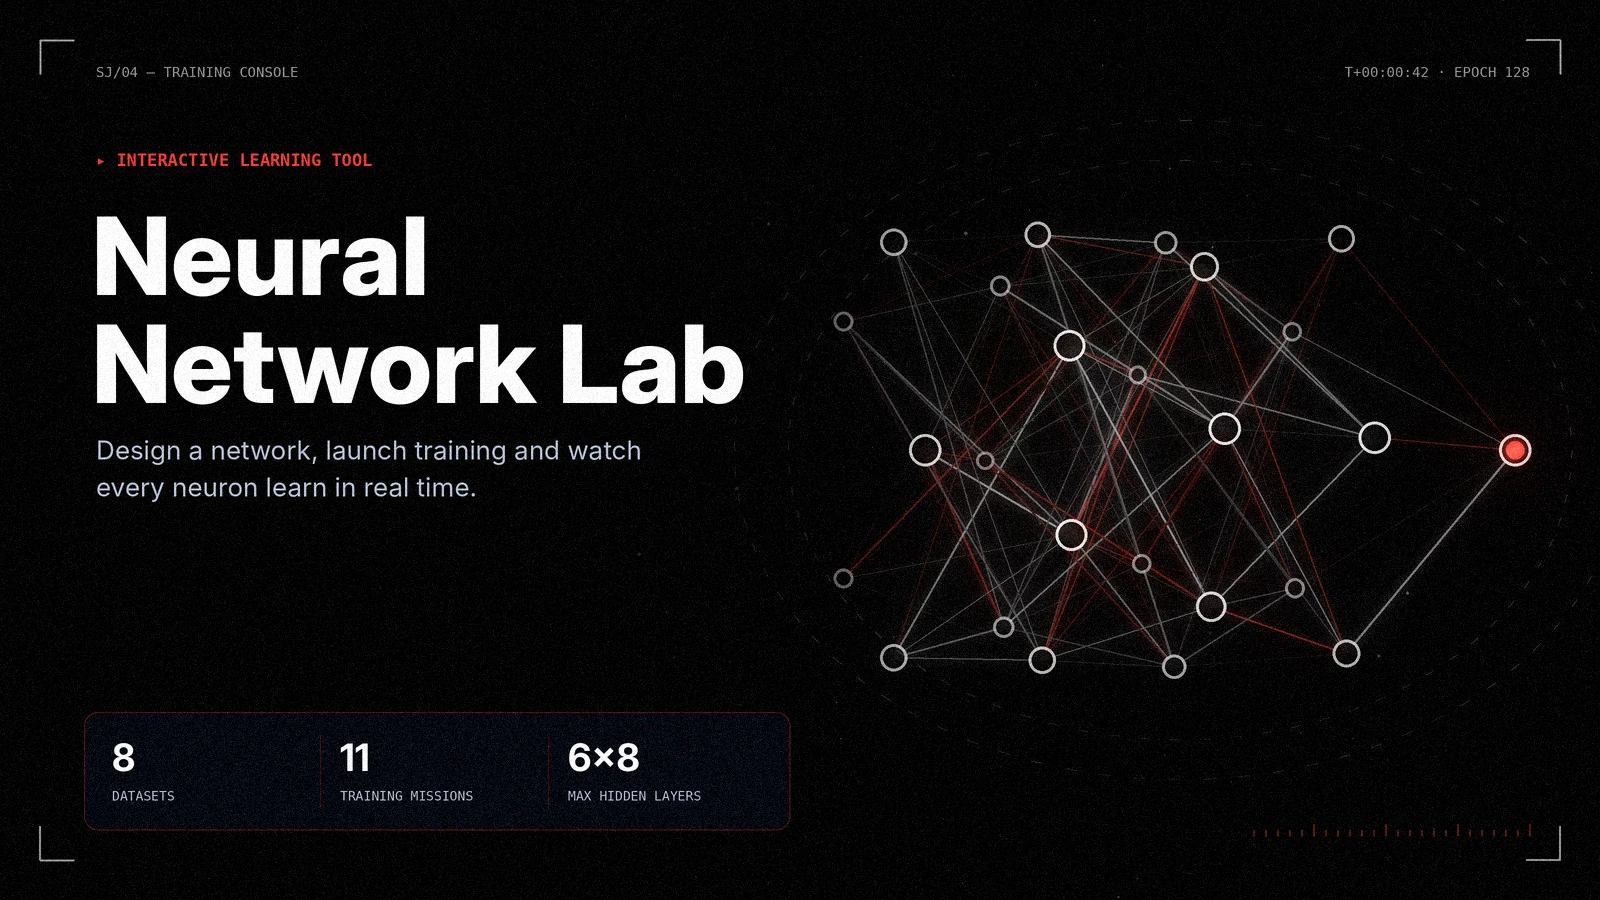 SJ/04 — TRAINING CONSOLE
T+00:00:42 · EPOCH 128
▸ INTERACTIVE LEARNING TOOL
Neural
Network Lab
Design a network, launch training and watch
every neuron learn in real time.
8
DATASETS
11
TRAINING MISSIONS
6×8
MAX HIDDEN LAYERS